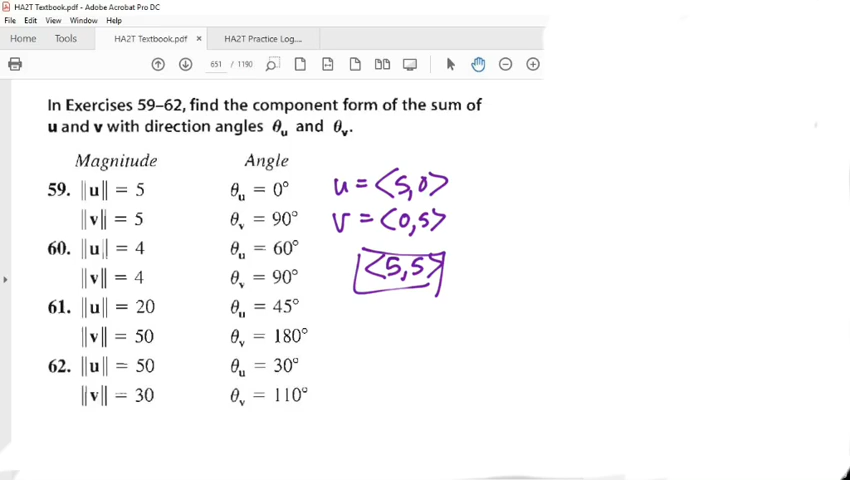 HA2T Textbook.pdf - Adobe Acrobat Pro DC
File Edit View Window Help
Home Tools HA2T Textbook.pdf × HA2T Practice Log....
651 / 1190
In Exercises 59–62, find the component form of the sum of
u and v with direction angles θᵤ and θᵥ.
Magnitude Angle
59. ‖u‖ = 5 θᵤ = 0° u = <5,0>
‖v‖ = 5 θᵥ = 90° v = <0,5>
60. ‖u‖ = 4 θᵤ = 60°
<5,5>
‖v‖ = 4 θᵥ = 90°
61. ‖u‖ = 20 θᵤ = 45°
‖v‖ = 50 θᵥ = 180°
62. ‖u‖ = 50 θᵤ = 30°
‖v‖ = 30 θᵥ = 110°